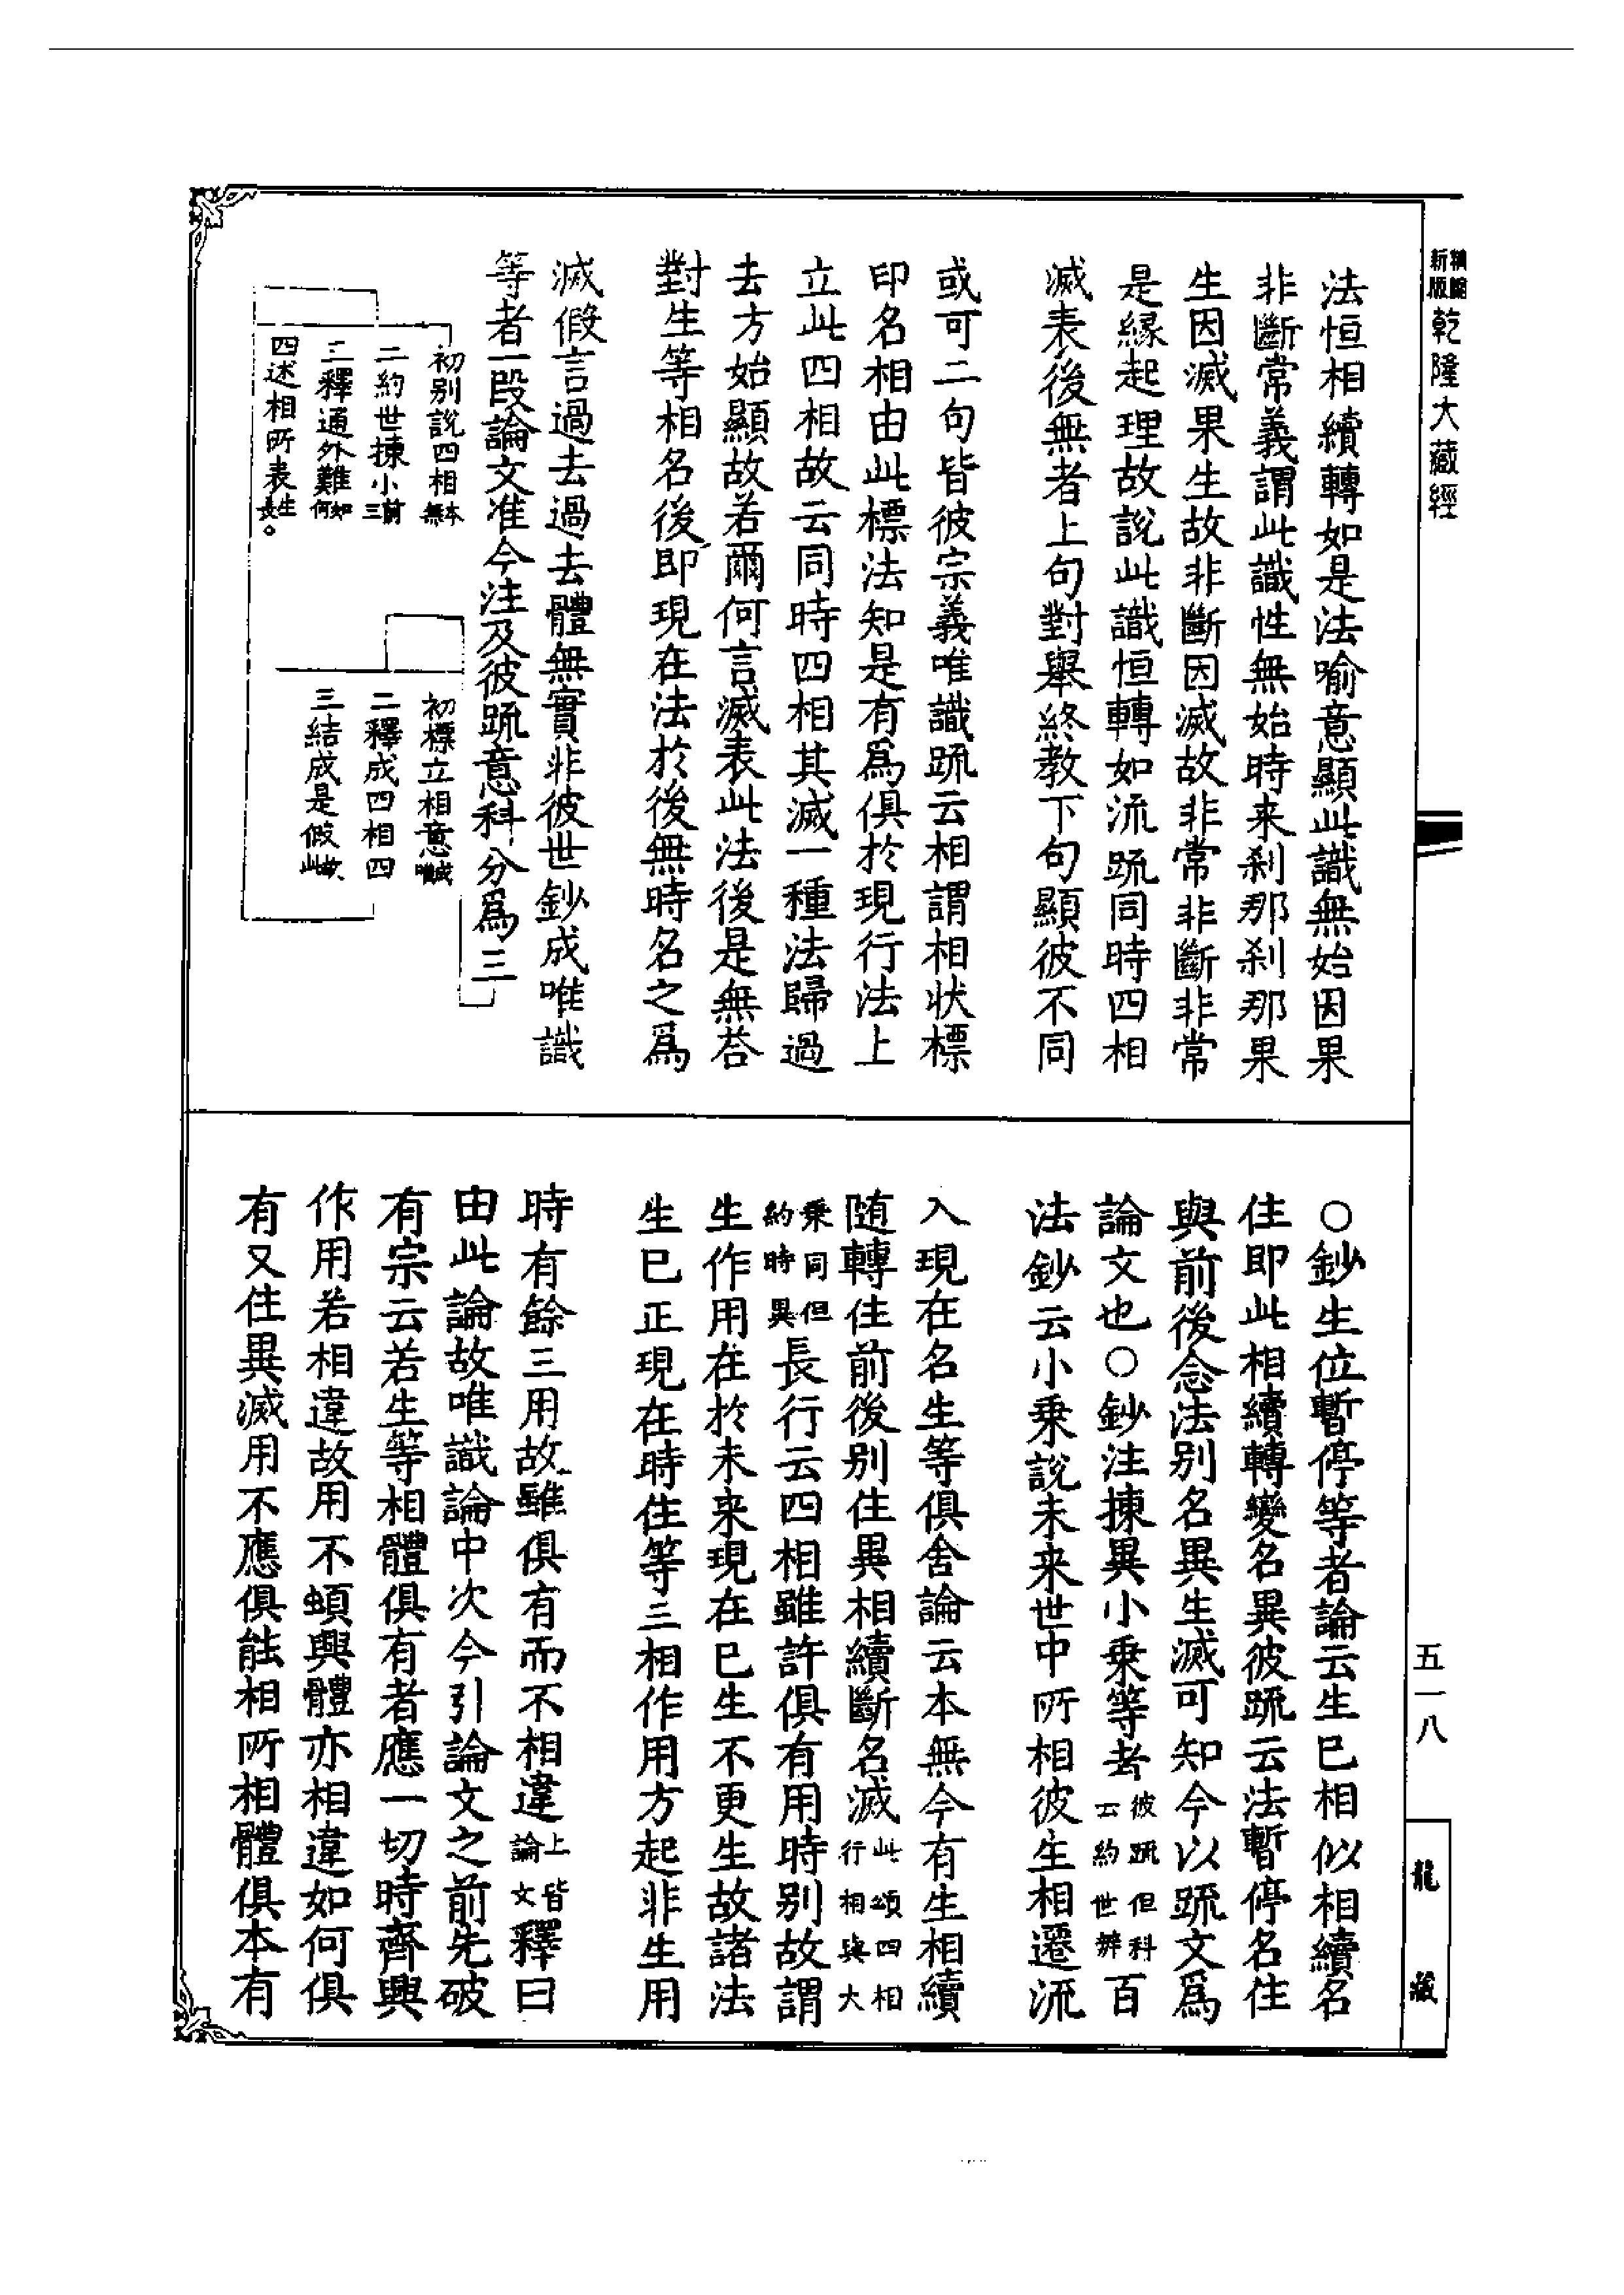 新版精縮乾隆大藏經
法恒相續轉如是法喻意顯此識無始因果
非斷常義謂此識性無始時来剎那剎那果
生因滅果生故非斷因滅故非常非斷非常
是緣起理故說此識恒轉如流䟽同時四相
滅表後無者上句對舉終教下句顯彼不同
或可二句皆彼宗義唯識䟽云相謂相狀標
印名相由此標法知是有為俱於現行法上
立此四相故云同時四相其滅一種法歸過
去方始顯故若爾何言滅表此法後是無荅
對生等相名後即現在法於後無時名之為
滅假言過去過去體無實非彼世鈔成唯識
等者一段論文准今注及彼䟽意科分為三
初別說四相本無
二約世揀小前三
三釋通外難如何
四述相所表生長。
初標立相意
二釋成四相四
三結成是假故此
○鈔生位暫停等者論云生已相似相續名
住即此相續轉變名異彼䟽云法暫停名住
與前後念法別名異生滅可知今以䟽文為
論文也○鈔注揀異小乘等者彼䟽但科云約世辨百
法鈔云小乘說未来世中所相彼生相遷流
入現在名生等俱舍論云本無今有生相續
随轉住前後別住異相續斷名滅此頌四相行相與大
乘同但約時異長行云四相雖許俱有用時別故謂
生作用在於未来現在已生不更生故諸法
生已正現在時住等三相作用方起非生用
時有餘三用故雖俱有而不相違上皆論文釋曰
由此論故唯識論中次今引論文之前先破
有宗云若生等相體俱有者應一切時齊興
作用若相違故用不頓興體亦相違如何俱
有又住異滅用不應俱能相所相體俱本有
五一八
龍藏